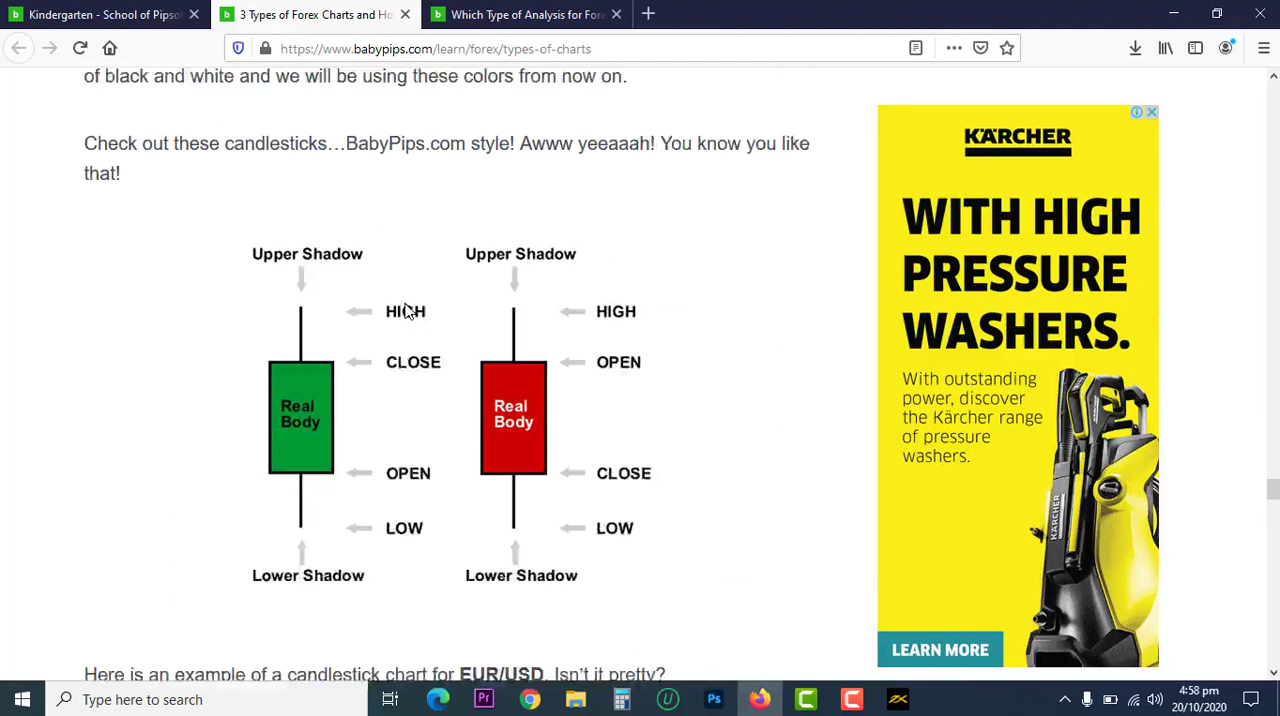 Kindergarten - School of Pipsol
3 Types of Forex Charts and Ho
Which Type of Analysis for Fore
https://www.babypips.com/learn/forex/types-of-charts
of black and white and we will be using these colors from now on.
Check out these candlesticks…BabyPips.com style! Awww yeeaaah! You know you like
that!
Upper Shadow
Upper Shadow
HIGH
HIGH
CLOSE
OPEN
Real
Body
Real
Body
OPEN
CLOSE
LOW
LOW
Lower Shadow
Lower Shadow
Here is an example of a candlestick chart for EUR/USD. Isn't it pretty?
KÄRCHER
WITH HIGH
PRESSURE
WASHERS.
With outstanding
power, discover
the Kärcher range
of pressure
washers.
KÄRCHER
LEARN MORE
Type here to search
Pr
Ps
4:58 pm
20/10/2020